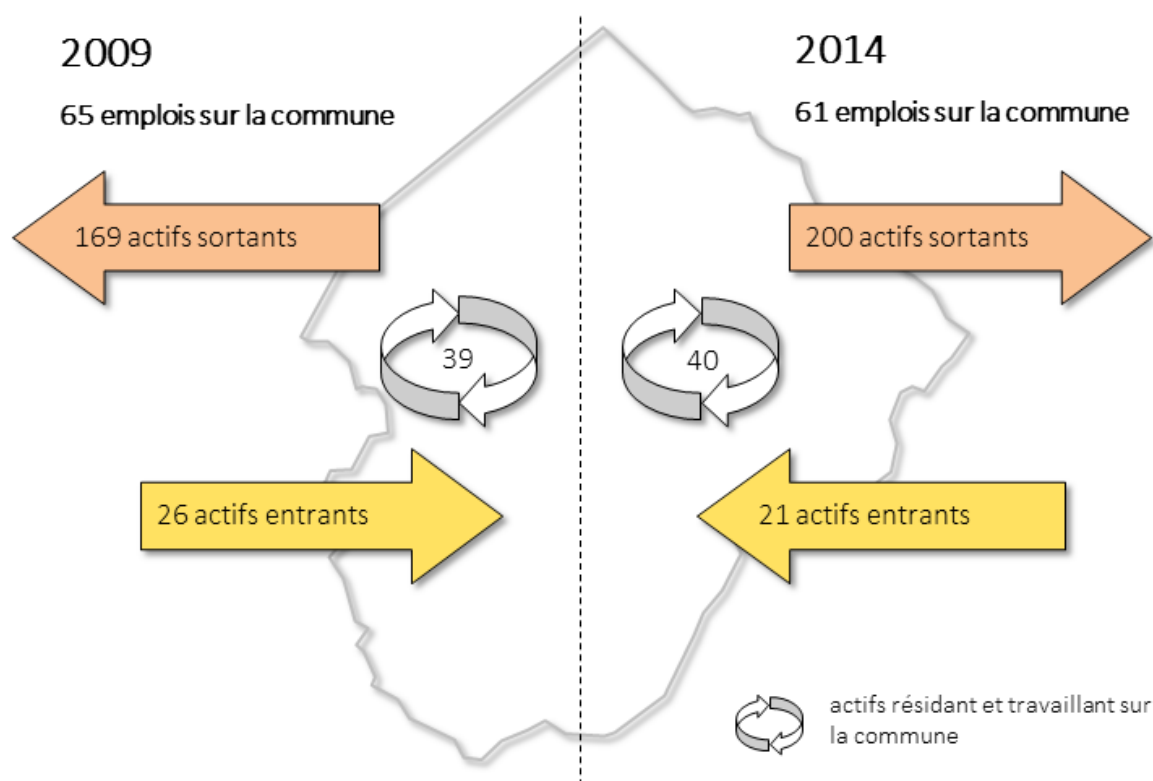 2009
65 emplois sur la commune
169 actifs sortants
39
26 actifs entrants
2014
61 emplois sur la commune
200 actifs sortants
40
21 actifs entrants
actifs résidant et travaillant sur
la commune